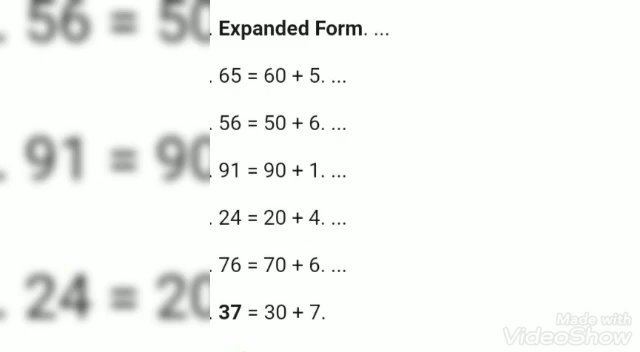 . 56 = 50
. 91 = 90
. 24 = 20
. Expanded Form. ...
. 65 = 60 + 5. ...
. 56 = 50 + 6. ...
. 91 = 90 + 1. ...
. 24 = 20 + 4. ...
. 76 = 70 + 6. ...
. 37 = 30 + 7.
Made with
VideoShow